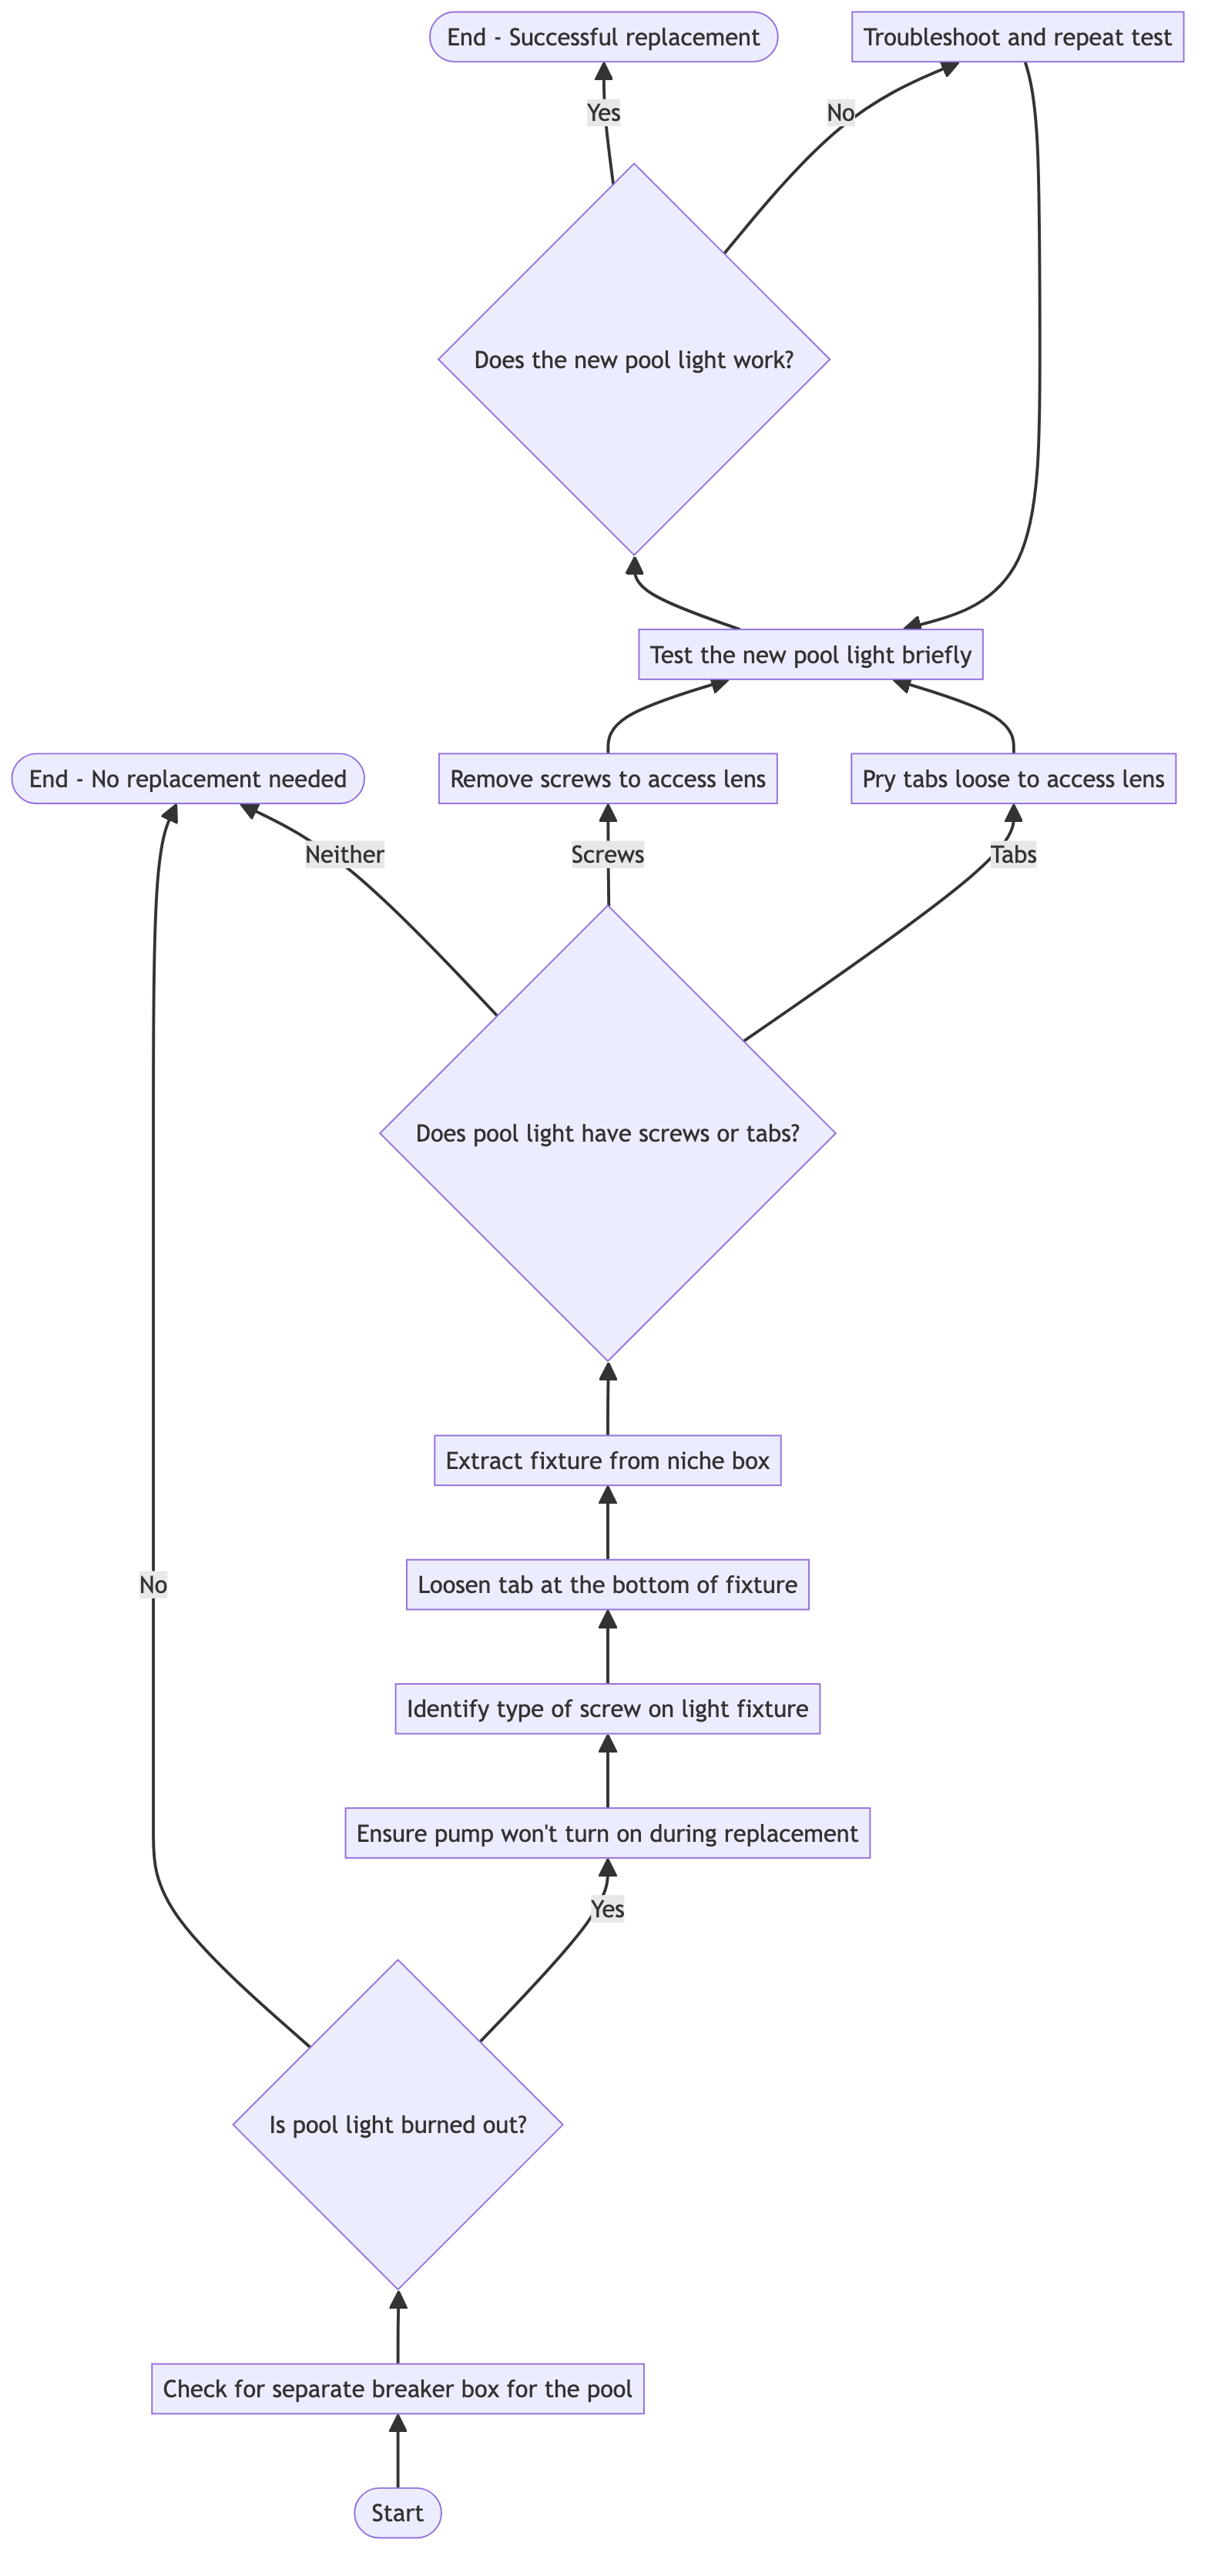 End - Successful replacement
Troubleshoot and repeat test
Yes
No
Does the new pool light work?
Test the new pool light briefly
End - No replacement needed
Remove screws to access lens
Pry tabs loose to access lens
Neither
Screws
Tabs
Does pool light have screws or tabs?
Extract fixture from niche box
Loosen tab at the bottom of fixture
No
Identify type of screw on light fixture
Ensure pump won't turn on during replacement
Yes
Is pool light burned out?
Check for separate breaker box for the pool
Start